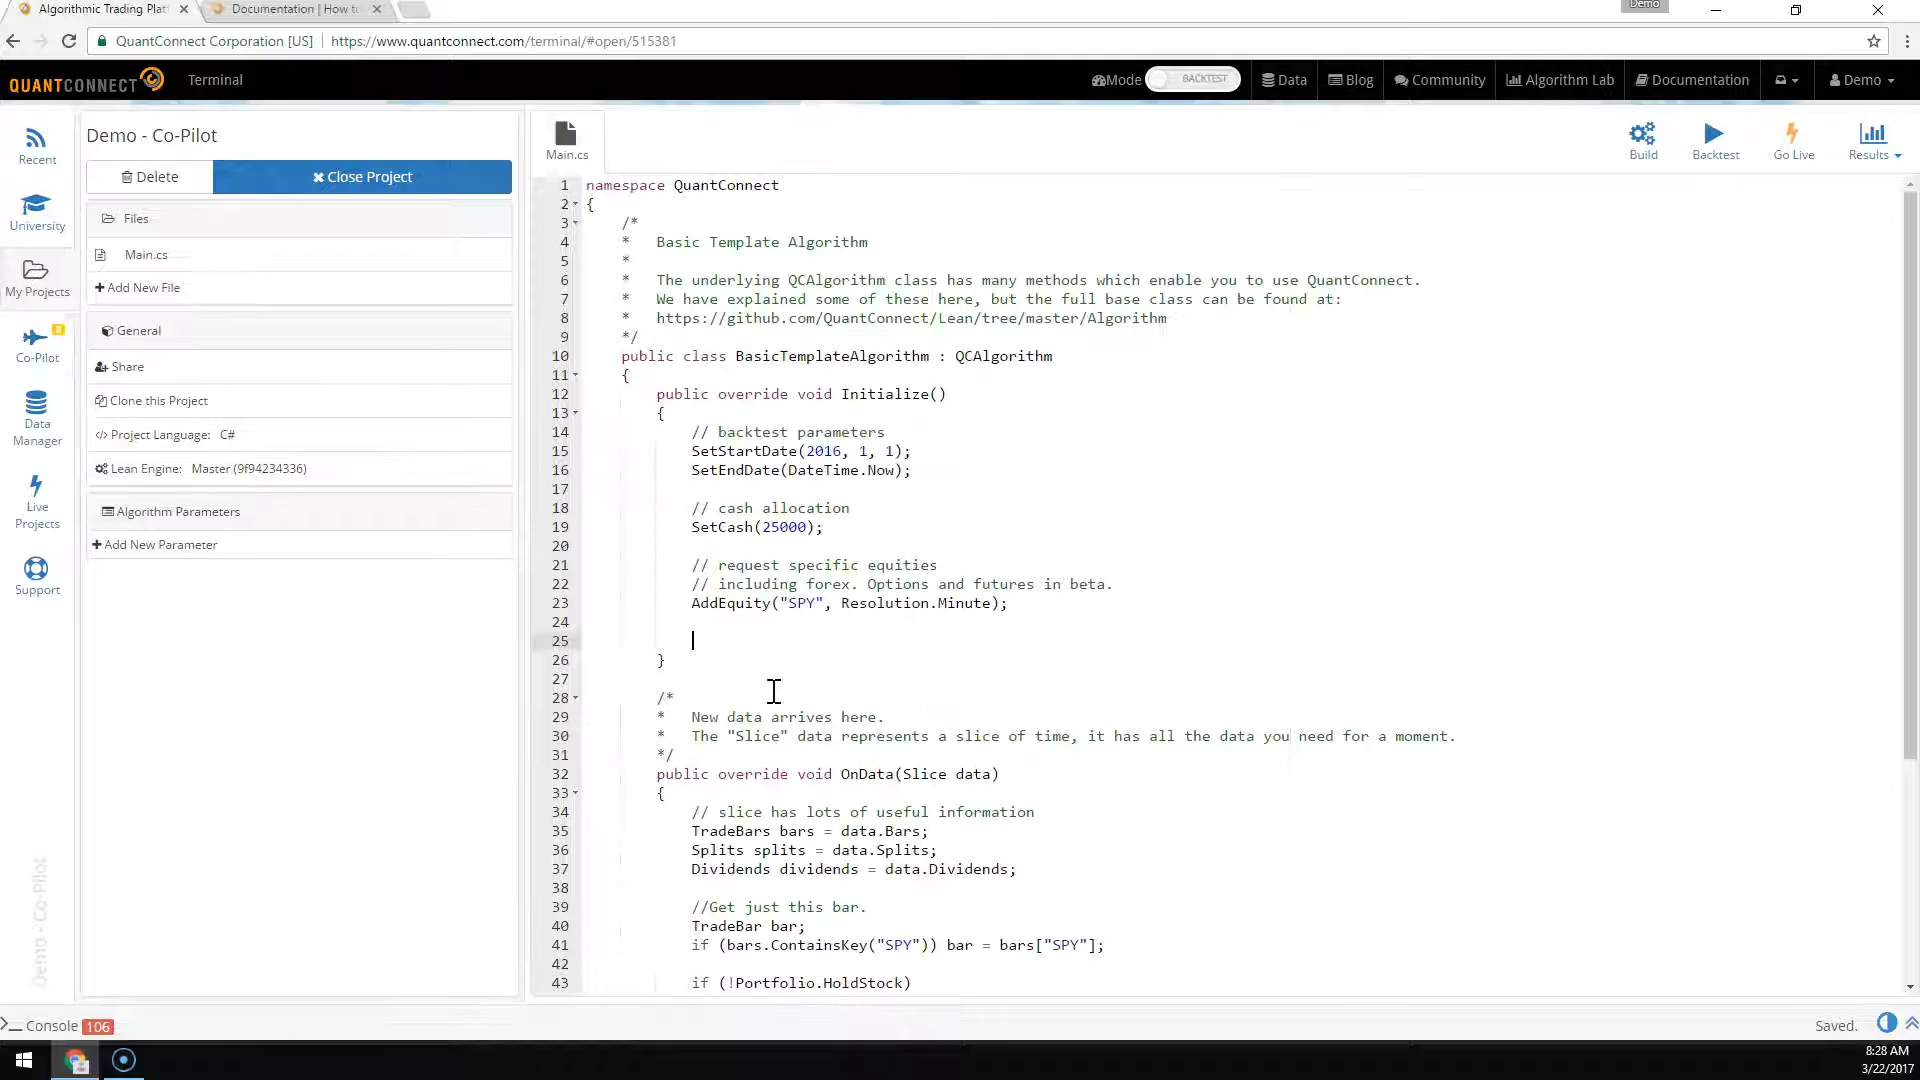 Algorithmic Trading Plat
Documentation | How to
Demo
QuantConnect Corporation [US] | https://www.quantconnect.com/terminal/#open/515381
QUANTCONNECT Terminal
Mode BACKTEST Data Blog Community Algorithm Lab Documentation Demo
Recent
University
My Projects
Co-Pilot
Data
Manager
Live
Projects
Support
Demo - Co-Pilot
Demo - Co-Pilot
Delete
Close Project
Files
Main.cs
Add New File
General
Share
Clone this Project
Project Language: C#
Lean Engine: Master (9f94234336)
Algorithm Parameters
Add New Parameter
Main.cs
Build Backtest Go Live Results
1 namespace QuantConnect
2 {
3 /*
4 * Basic Template Algorithm
5 *
6 * The underlying QCAlgorithm class has many methods which enable you to use QuantConnect.
7 * We have explained some of these here, but the full base class can be found at:
8 * https://github.com/QuantConnect/Lean/tree/master/Algorithm
9 */
10 public class BasicTemplateAlgorithm : QCAlgorithm
11 {
12 public override void Initialize()
13 {
14 // backtest parameters
15 SetStartDate(2016, 1, 1);
16 SetEndDate(DateTime.Now);
17
18 // cash allocation
19 SetCash(25000);
20
21 // request specific equities
22 // including forex. Options and futures in beta.
23 AddEquity("SPY", Resolution.Minute);
24
25
26 }
27
28 /*
29 * New data arrives here.
30 * The "Slice" data represents a slice of time, it has all the data you need for a moment.
31 */
32 public override void OnData(Slice data)
33 {
34 // slice has lots of useful information
35 TradeBars bars = data.Bars;
36 Splits splits = data.Splits;
37 Dividends dividends = data.Dividends;
38
39 //Get just this bar.
40 TradeBar bar;
41 if (bars.ContainsKey("SPY")) bar = bars["SPY"];
42
43 if (!Portfolio.HoldStock)
Console 106
Saved.
8:28 AM
3/22/2017